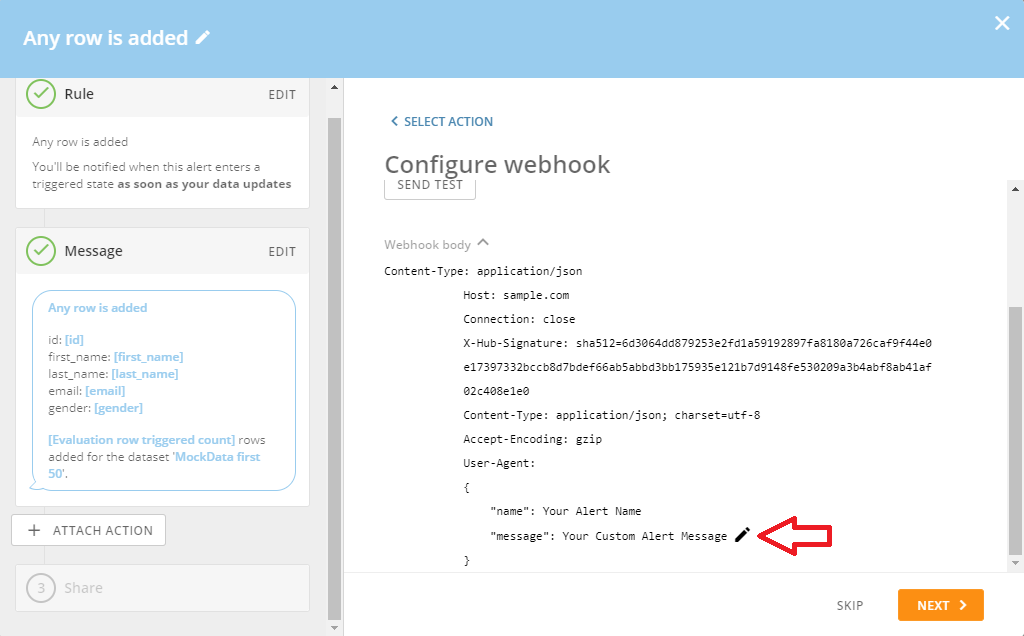 Any row is added
Rule
EDIT
Any row is added
You'll be notified when this alert enters a
triggered state as soon as your data updates
Message
EDIT
Any row is added
id: [id]
first_name: [first_name]
last_name: [last_name]
email: [email]
gender: [gender]
[Evaluation row triggered count] rows
added for the dataset 'MockData first
50'.
+ ATTACH ACTION
3 Share
SELECT ACTION
Configure webhook
SEND TEST
Webhook body
Content-Type: application/json
Host: sample.com
Connection: close
X-Hub-Signature: sha512=6d3064dd879253e2fd1a59192897fa8180a726caf9f44e0
e17397332bccb8d7bdef66ab5abbd3bb175935e121b7d9148fe530209a3b4abf8ab41af
02c408e1e0
Content-Type: application/json; charset=utf-8
Accept-Encoding: gzip
User-Agent:
{
"name": Your Alert Name
"message": Your Custom Alert Message
}
SKIP
NEXT